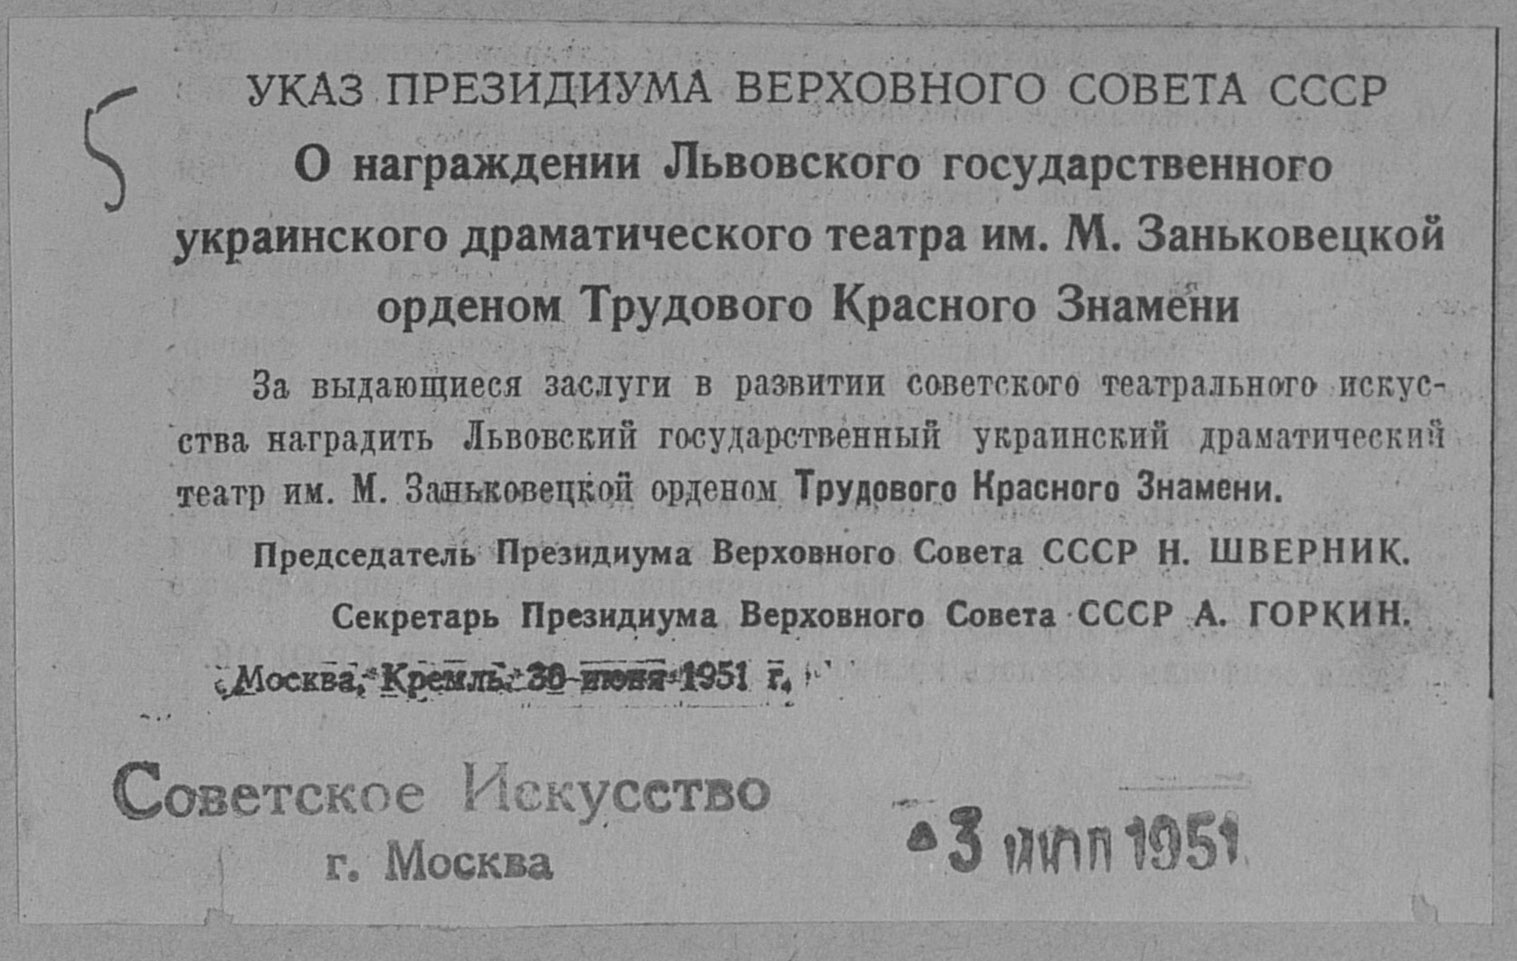 УКАЗ ПРЕЗИДИУМА ВЕРХОВНОГО СОВЕТА СССР
О награждении Львовского государственного
украинского драматического театра им. М. Заньковецкой
орденом Трудового Красного Знамени
За выдающиеся заслуги в развитии советского театрального искус-
ства наградить Львовский государственный украинский драматический
театр им. М. Заньковецкой орденом Трудового Красного Знамени.
Председатель Президиума Верховного Совета СССР Н. ШВЕРНИК.
Секретарь Президиума Верховного Совета СССР А. ГОРКИН.
Москва, Кремль. 30 июня 1951 г.
Советское Искусство
г. Москва
3 1951